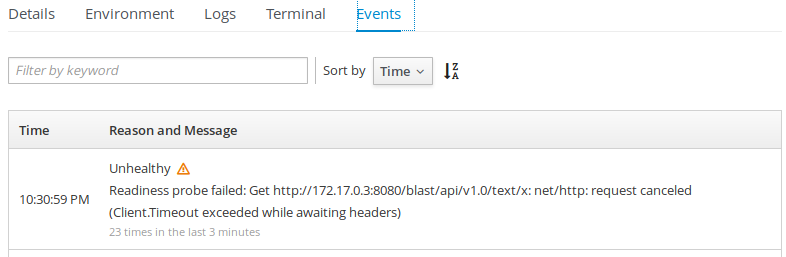 Details Environment Logs Terminal Events
Filter by keyword Sort by Time Z A
Time Reason and Message
Unhealthy
10:30:59 PM Readiness probe failed: Get http://172.17.0.3:8080/blast/api/v1.0/text/x: net/http: request canceled
(Client.Timeout exceeded while awaiting headers)
23 times in the last 3 minutes